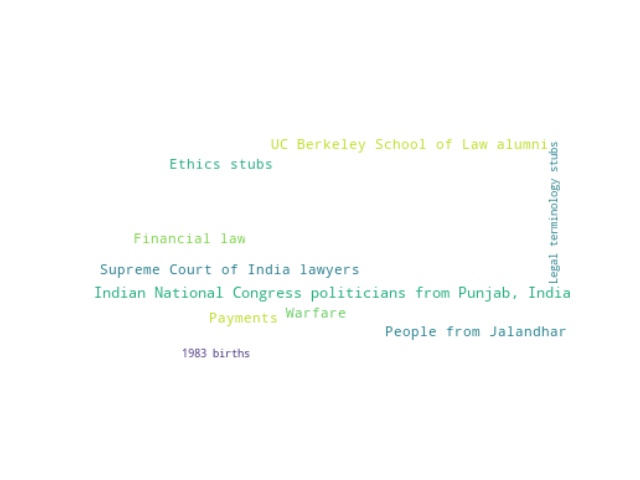 UC Berkeley School of Law alumni
Ethics stubs
Legal terminology stubs
Financial law
Supreme Court of India lawyers
Indian National Congress politicians from Punjab, India
Warfare
Payments
People from Jalandhar
1983 births